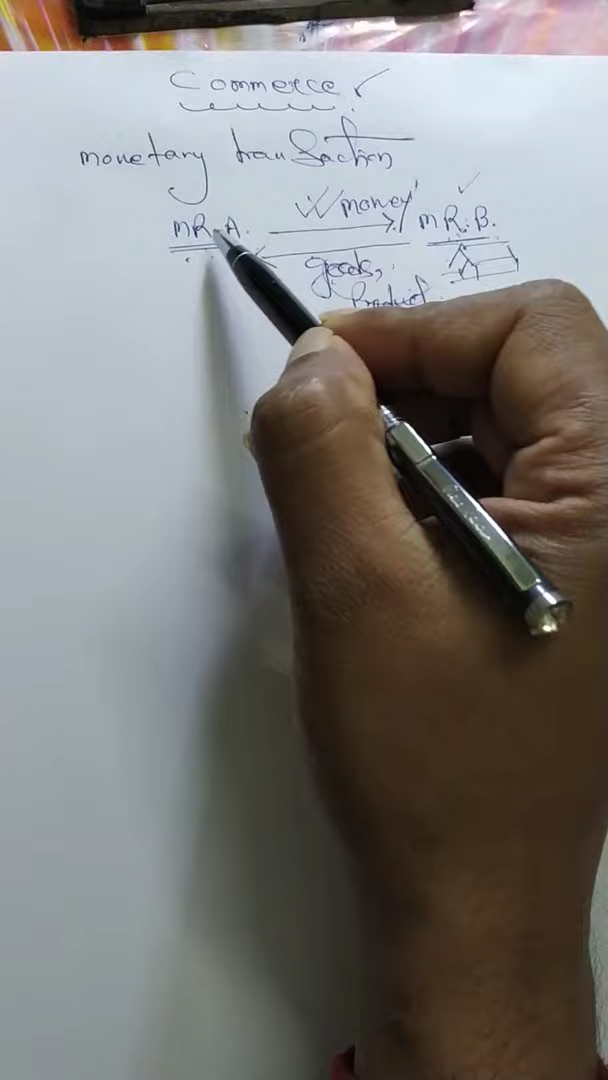 Commerce
monetary transaction
MR. A. money MR. B.
goods,
Product